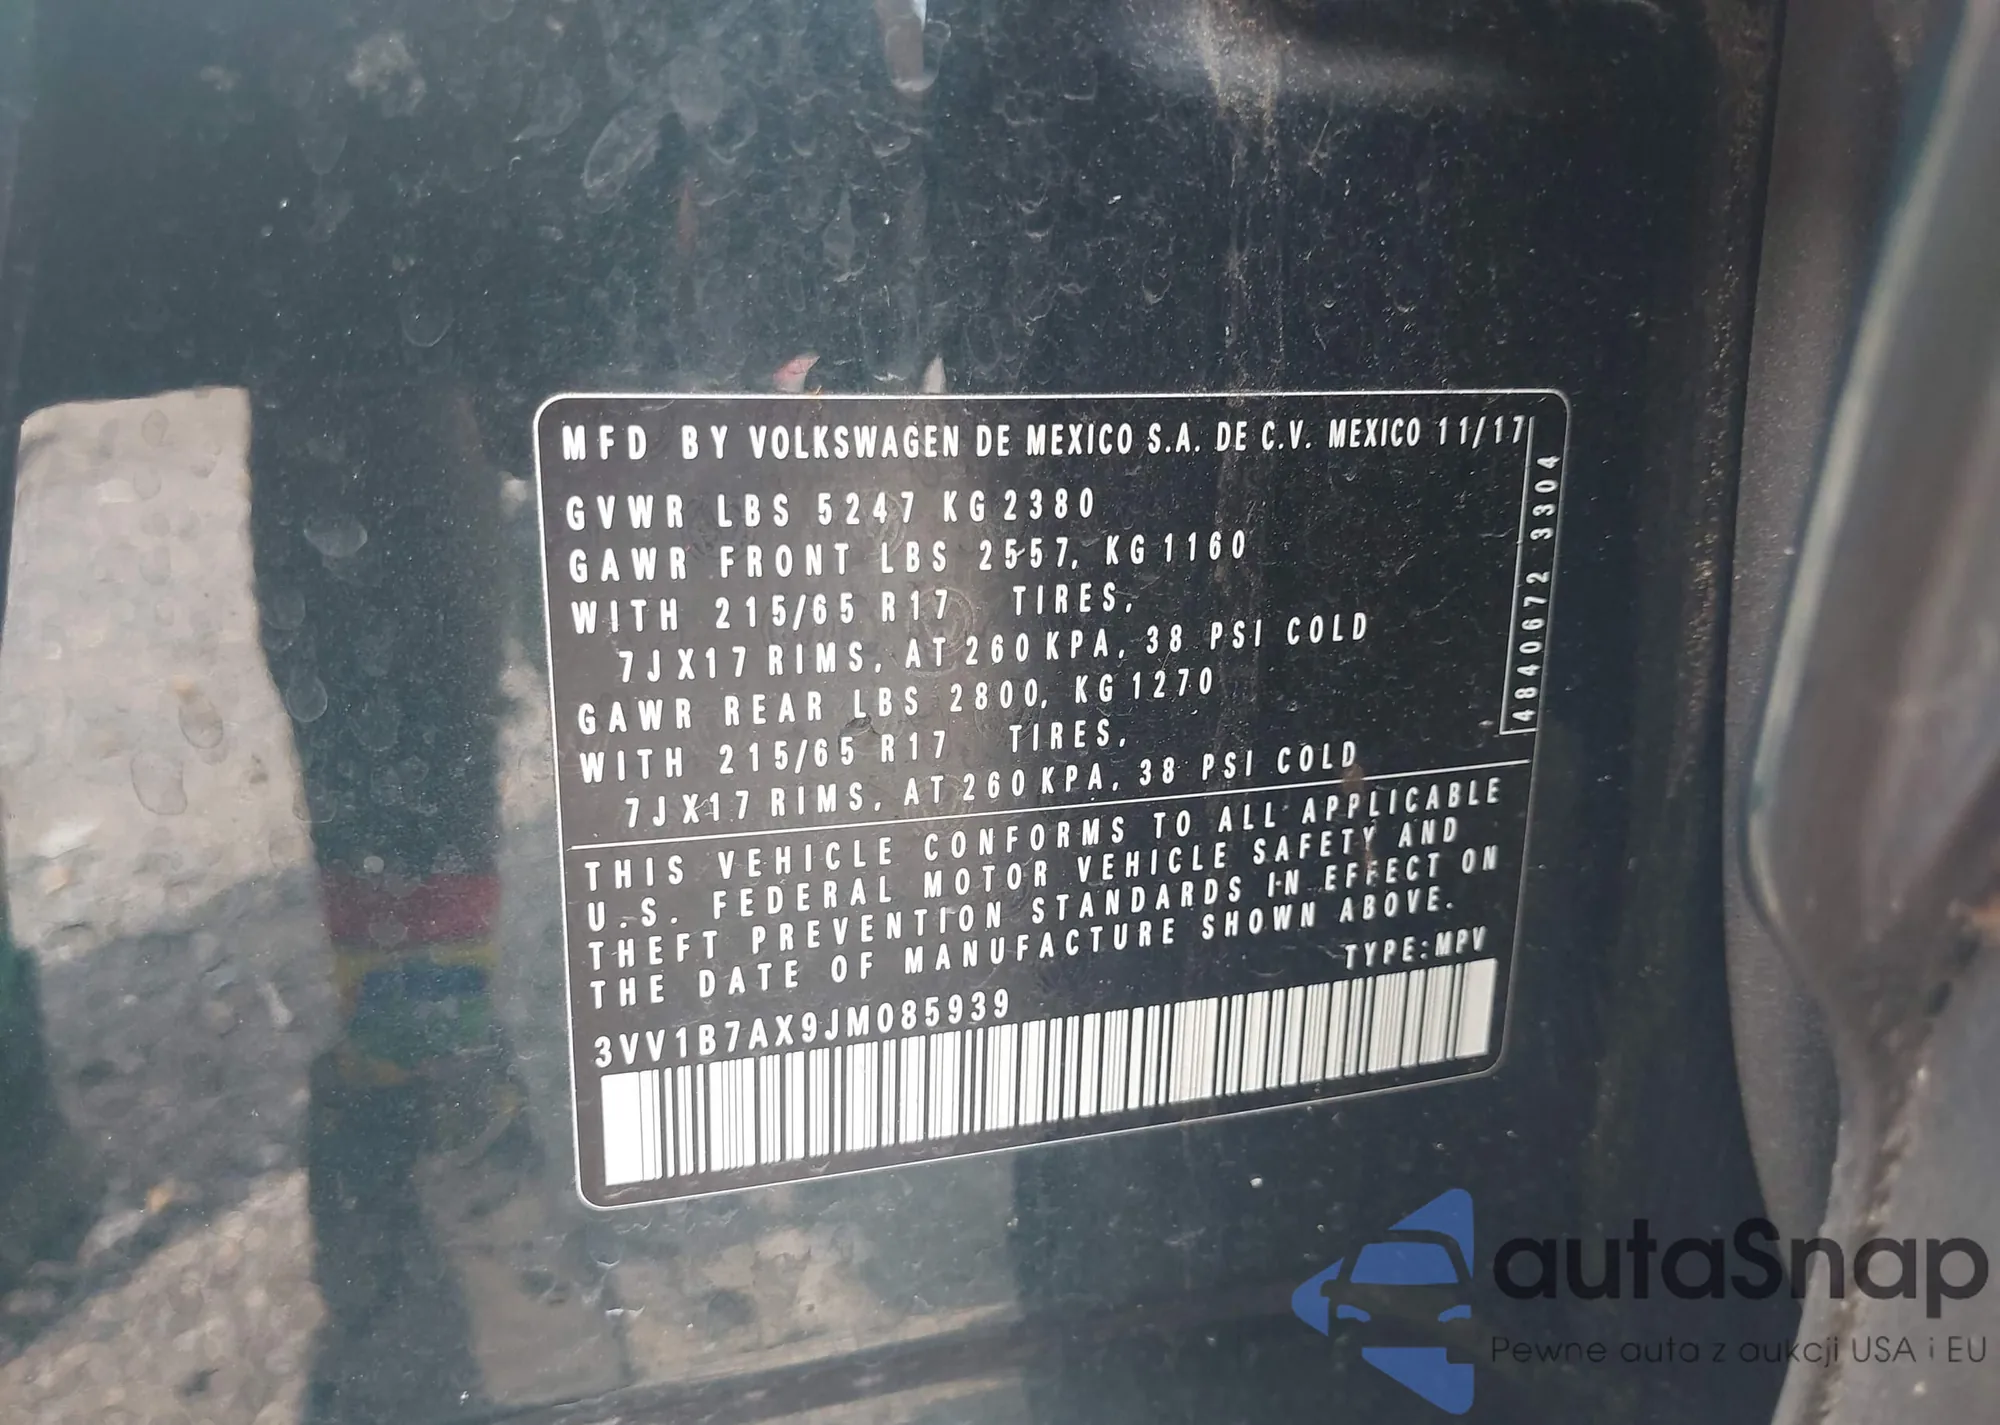 MFD BY VOLKSWAGEN DE MEXICO S.A. DE C.V. MEXICO 11/17
GVWR LBS 5247 KG 2380
GAWR FRONT LBS 2557, KG 1160
WITH 215/65 R17 TIRES,
7JX17 RIMS, AT 260 KPA, 38 PSI COLD
GAWR REAR LBS 2800, KG 1270
WITH 215/65 R17 TIRES,
7JX17 RIMS, AT 260 KPA, 38 PSI COLD
4840672 3304
THIS VEHICLE CONFORMS TO ALL APPLICABLE
U.S. FEDERAL MOTOR VEHICLE SAFETY AND
THEFT PREVENTION STANDARDS IN EFFECT ON
THE DATE OF MANUFACTURE SHOWN ABOVE.
TYPE:MPV
3VV1B7AX9JM085939
autaSnap
Pewne auta z aukcji USA i EU